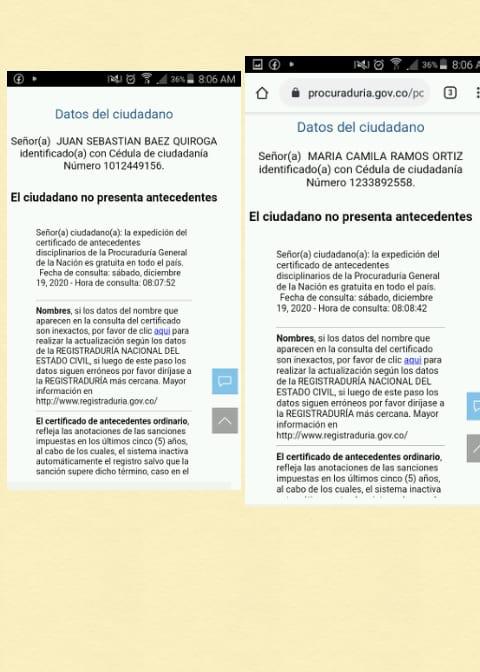 36% 8:06 AM
Datos del ciudadano
Señor(a) JUAN SEBASTIAN BAEZ QUIROGA
identificado(a) con Cédula de ciudadanía
Número 1012449156.
El ciudadano no presenta antecedentes
Señor(a) ciudadano(a): la expedición del
certificado de antecedentes
disciplinarios de la Procuraduría General
de la Nación es gratuita en todo el país.
Fecha de consulta: sábado, diciembre
19, 2020 - Hora de consulta: 08:07:52
Nombres, si los datos del nombre que
aparecen en la consulta del certificado
son inexactos, por favor de clic aqui para
realizar la actualización según los datos
de la REGISTRADURÍA NACIONAL DEL
ESTADO CIVIL, si luego de este paso los
datos siguen erróneos por favor diríjase a
la REGISTRADURÍA más cercana. Mayor
información en
http://www.registraduria.gov.co/
El certificado de antecedentes ordinario,
refleja las anotaciones de las sanciones
impuestas en los últimos cinco (5) años,
al cabo de los cuales, el sistema inactiva
automáticamente el registro salvo que la
sanción supere dicho término, caso en el
36% 8:06 A
procuraduria.gov.co/pc
3
Datos del ciudadano
Señor(a) MARIA CAMILA RAMOS ORTIZ
identificado(a) con Cédula de ciudadanía
Número 1233892558.
El ciudadano no presenta antecedentes
Señor(a) ciudadano(a): la expedición del
certificado de antecedentes
disciplinarios de la Procuraduría General
de la Nación es gratuita en todo el país.
Fecha de consulta: sábado, diciembre
19, 2020 - Hora de consulta: 08:08:42
Nombres, si los datos del nombre que
aparecen en la consulta del certificado
son inexactos, por favor de clic aqui para
realizar la actualización según los datos
de la REGISTRADURÍA NACIONAL DEL
ESTADO CIVIL, si luego de este paso los
datos siguen erróneos por favor diríjase a
la REGISTRADURÍA más cercana. Mayor
información en
http://www.registraduria.gov.co/
El certificado de antecedentes ordinario,
refleja las anotaciones de las sanciones
impuestas en los últimos cinco (5) años,
al cabo de los cuales, el sistema inactiva